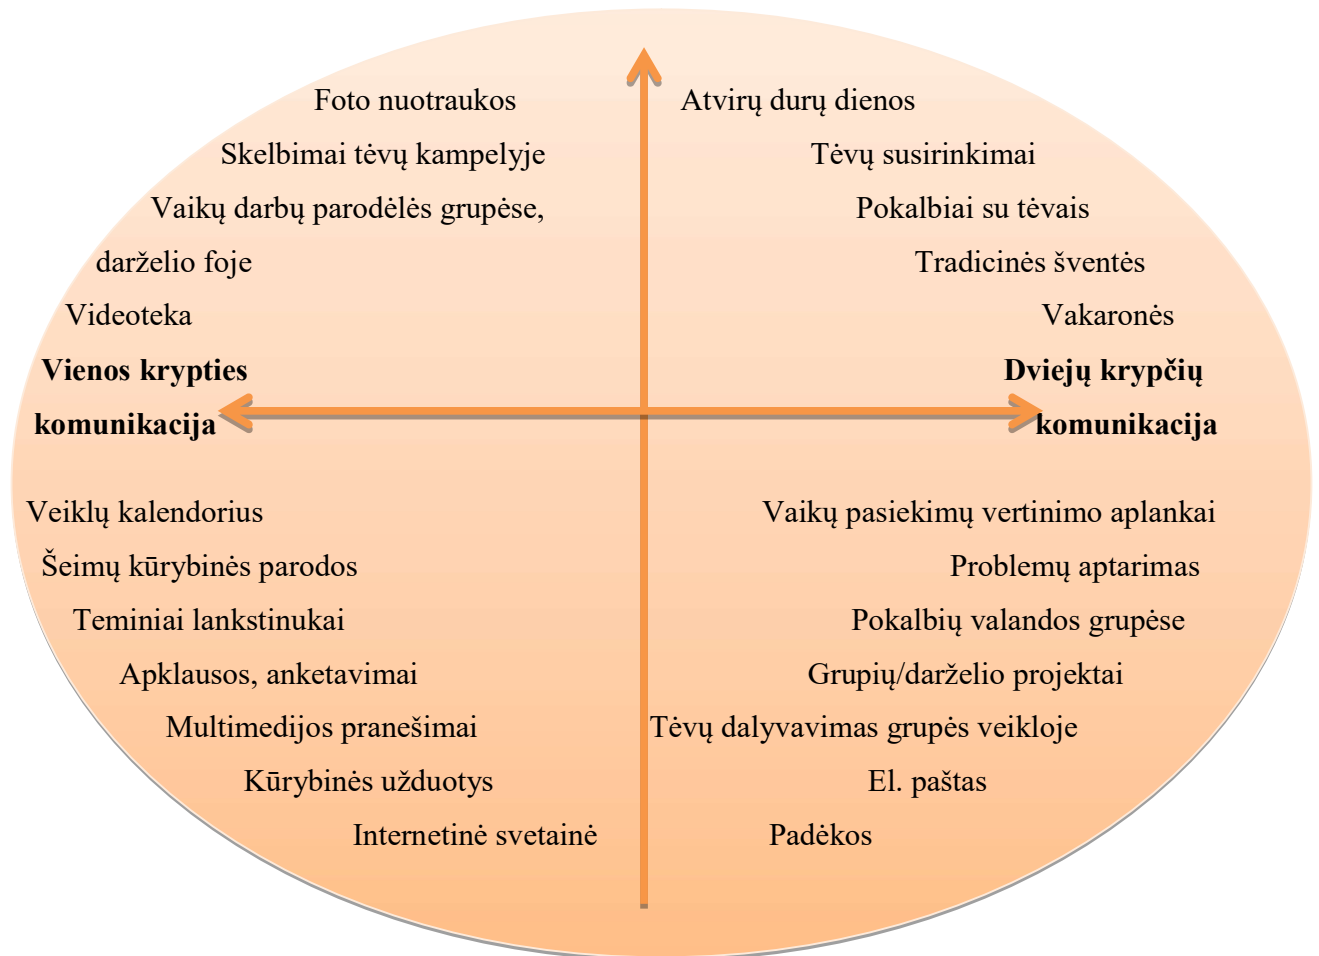 Foto nuotraukos
Skelbimai tėvų kampelyje
Vaikų darbų parodėlės grupėse,
darželio foje
Videoteka
Vienos krypties
komunikacija
Veiklų kalendorius
Šeimų kūrybinės parodos
Teminiai lankstinukai
Apklausos, anketavimai
Multimedijos pranešimai
Kūrybinės užduotys
Internetinė svetainė
Atvirų durų dienos
Tėvų susirinkimai
Pokalbiai su tėvais
Tradicinės šventės
Vakaronės
Dviejų krypčių
komunikacija
Vaikų pasiekimų vertinimo aplankai
Problemų aptarimas
Pokalbių valandos grupėse
Grupių/darželio projektai
Tėvų dalyvavimas grupės veikloje
El. paštas
Padėkos